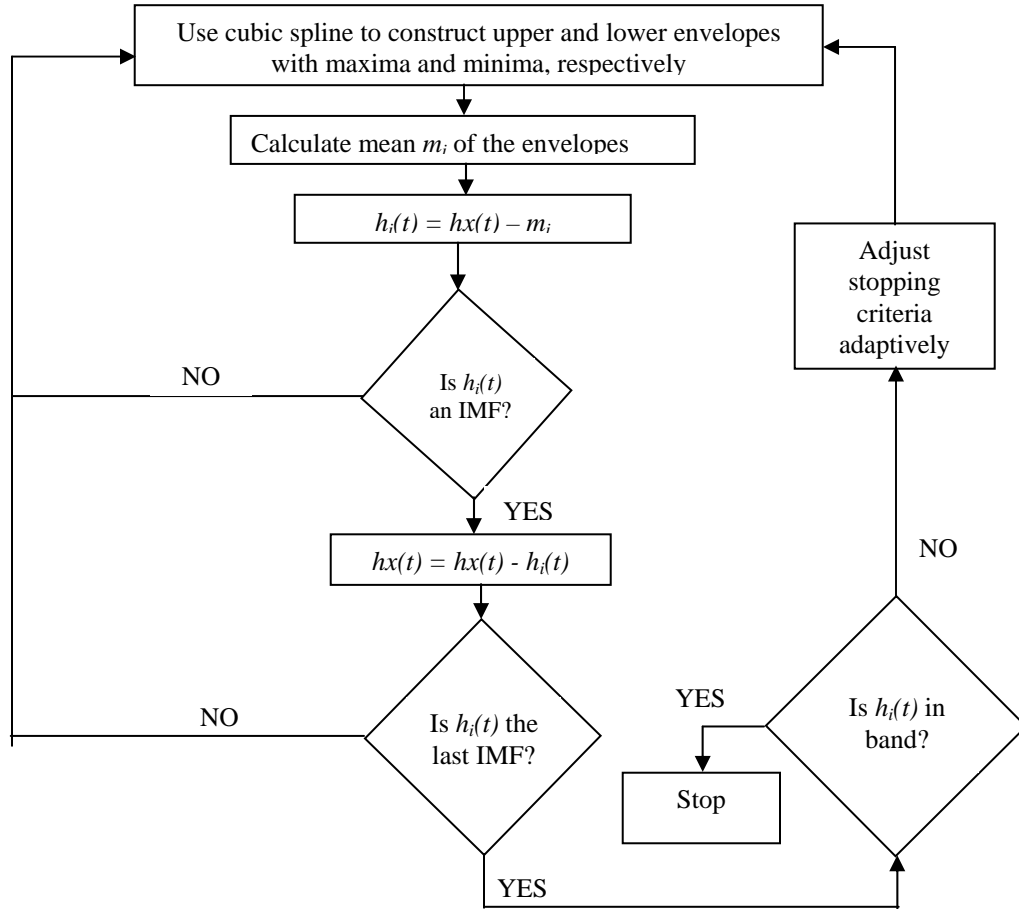 Use cubic spline to construct upper and lower envelopes
with maxima and minima, respectively
Calculate mean mi of the envelopes
hi(t) = hx(t) – mi
Is hi(t)
an IMF?
NO
YES
hx(t) = hx(t) - hi(t)
Is hi(t) the
last IMF?
NO
YES
Is hi(t) in
band?
YES
Stop
NO
Adjust
stopping
criteria
adaptively